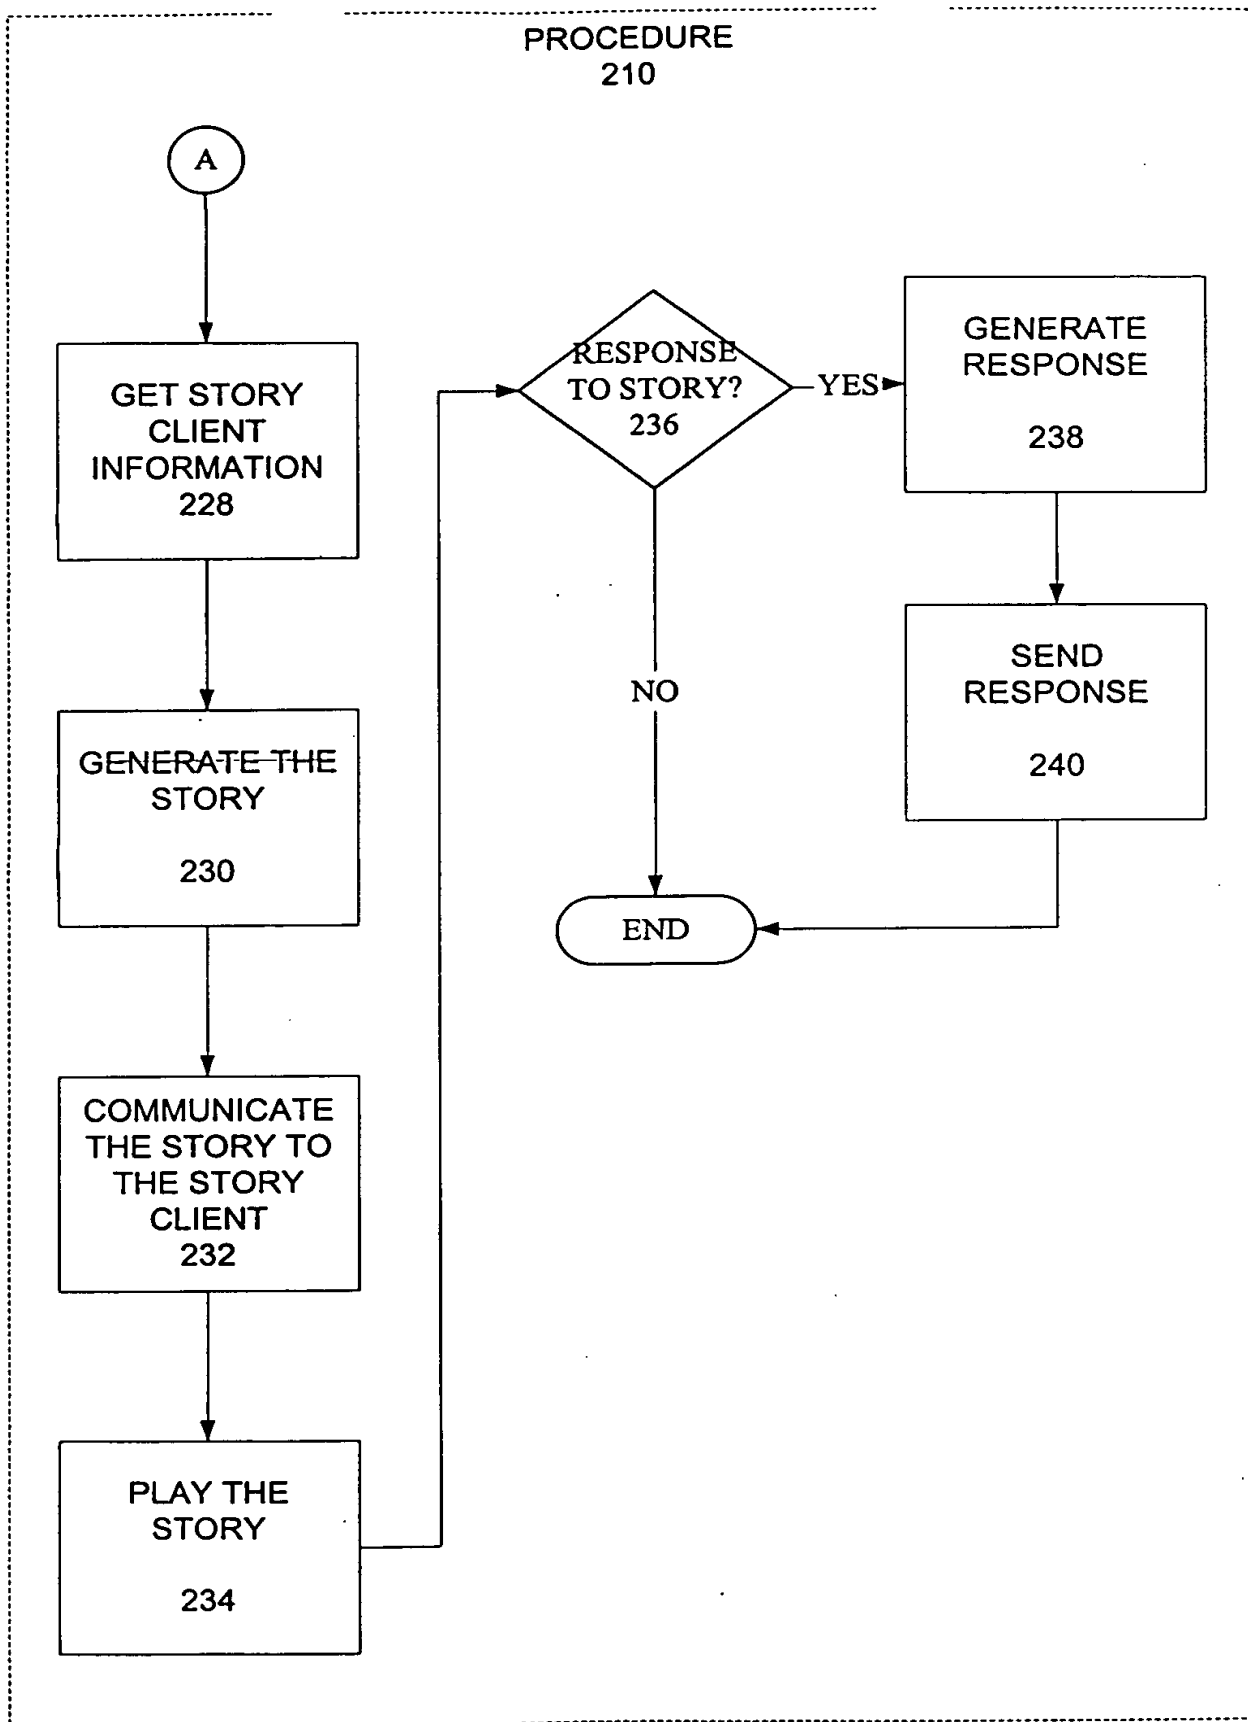 PROCEDURE
210
A
GET STORY
CLIENT
INFORMATION
228
GENERATE THE
STORY
230
COMMUNICATE
THE STORY TO
THE STORY
CLIENT
232
PLAY THE
STORY
234
RESPONSE
TO STORY?
236
YES
NO
GENERATE
RESPONSE
238
SEND
RESPONSE
240
END